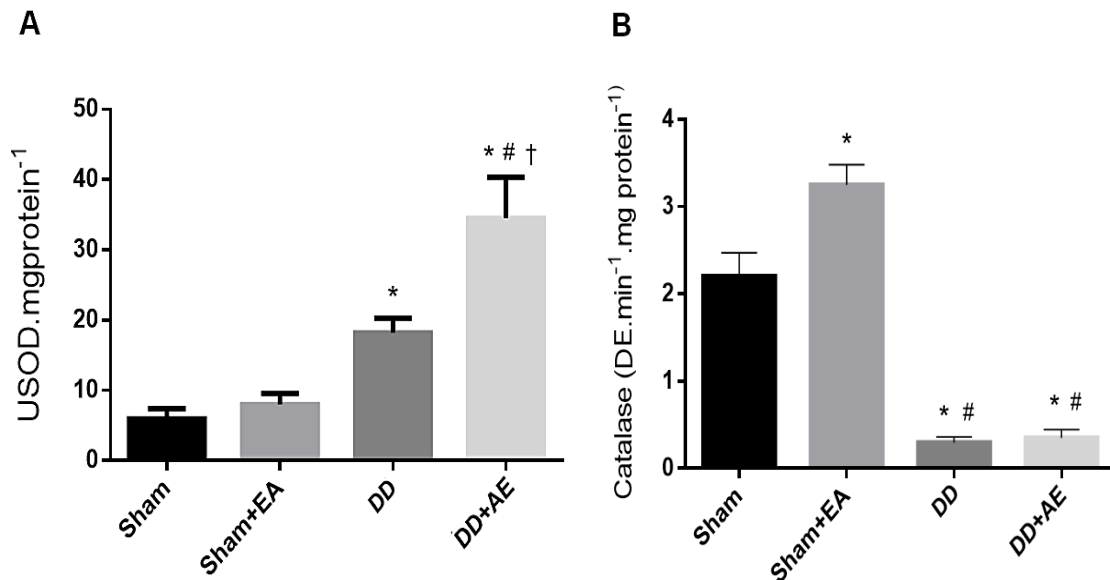 A
USOD.mgprotein⁻¹
50
40
30
20
10
0
* # †
*
Sham
Sham+EA
DD
DD+AE
B
Catalase (DE.min⁻¹.mg protein⁻¹)
4
3
2
1
0
*
* #
* #
Sham
Sham+EA
DD
DD+AE